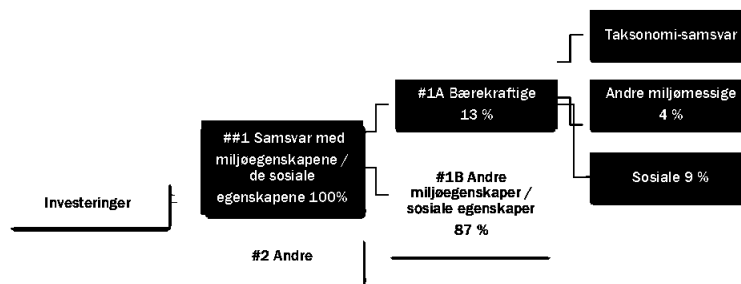 Investeringer
##1 Samsvar med
miljøegenskapene /
de sosiale
egenskapene 100%
#2 Andre
#1A Bærekraftige
13 %
#1B Andre
miljøegenskaper /
sosiale egenskaper
87 %
Taksonomi-samsvar
Andre miljømessige
4 %
Sosiale 9 %